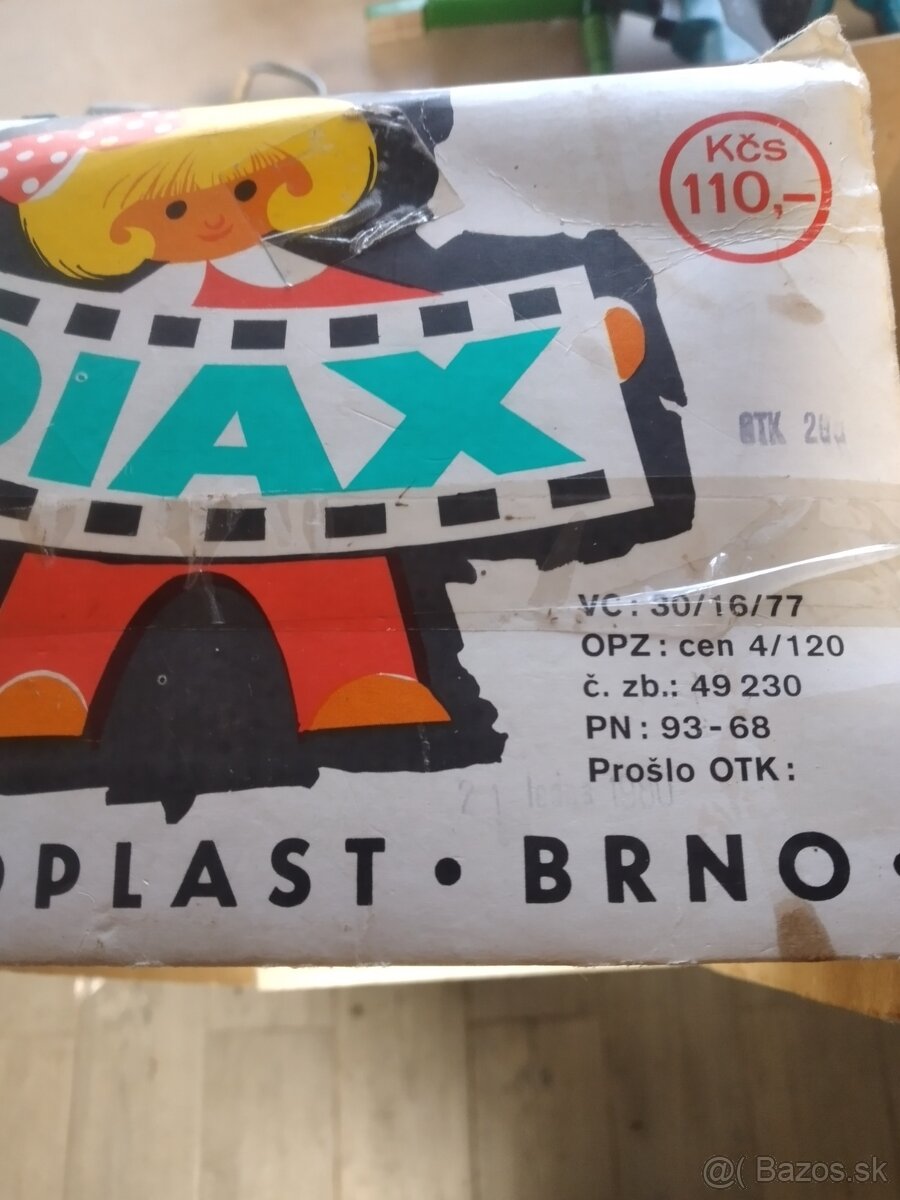 Kčs
110,-
DIAX
OTK
VC: 30/16/77
OPZ: cen 4/120
č. zb.: 49 230
PN: 93-68
Prošlo OTK:
OPLAST • BRNO •
@( Bazos.sk